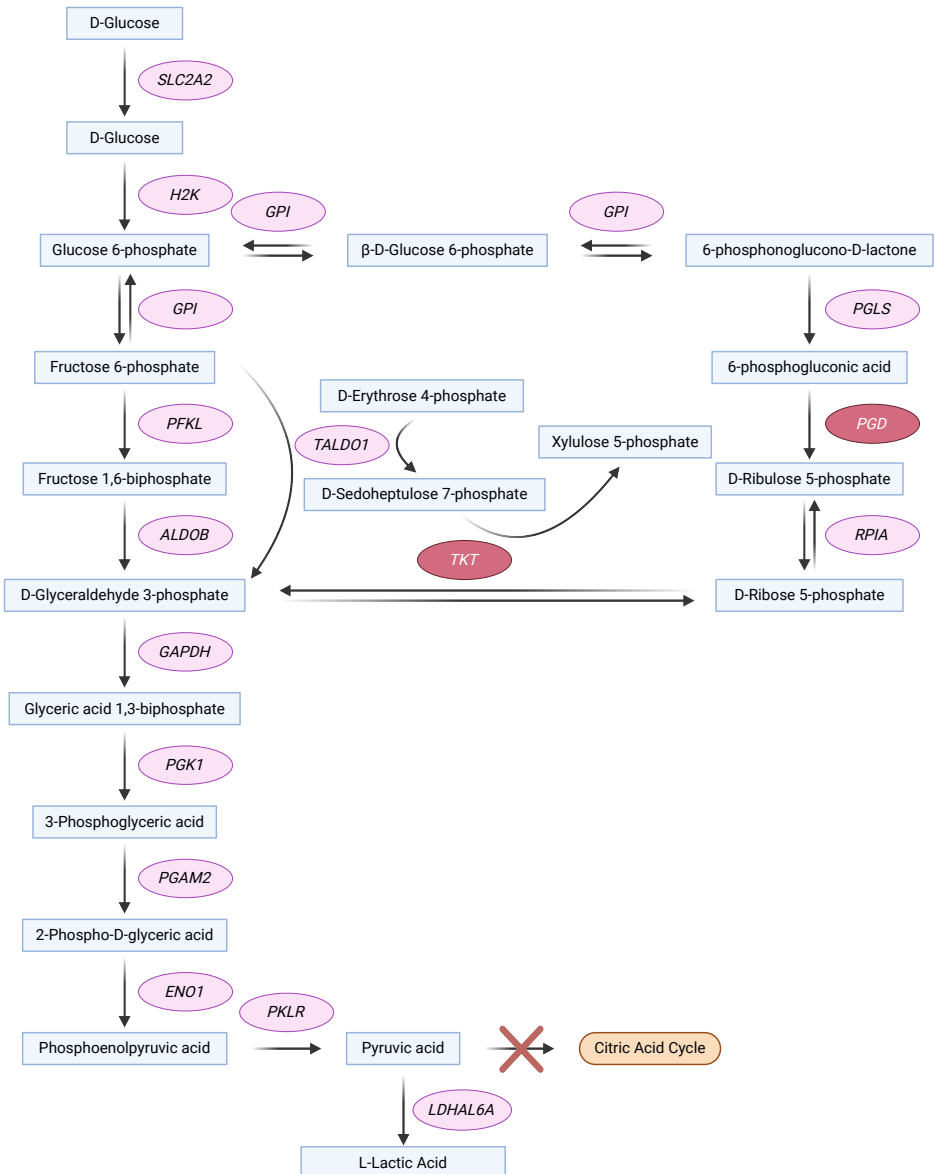 D-Glucose
SLC2A2
D-Glucose
H2K
GPI
GPI
Glucose 6-phosphate
β-D-Glucose 6-phosphate
6-phosphonoglucono-D-lactone
GPI
PGLS
Fructose 6-phosphate
6-phosphogluconic acid
D-Erythrose 4-phosphate
PFKL
PGD
TALDO1
Xylulose 5-phosphate
Fructose 1,6-biphosphate
D-Ribulose 5-phosphate
D-Sedoheptulose 7-phosphate
ALDOB
RPIA
TKT
D-Glyceraldehyde 3-phosphate
D-Ribose 5-phosphate
GAPDH
Glyceric acid 1,3-biphosphate
PGK1
3-Phosphoglyceric acid
PGAM2
2-Phospho-D-glyceric acid
ENO1
PKLR
Phosphoenolpyruvic acid
Pyruvic acid
Citric Acid Cycle
LDHAL6A
L-Lactic Acid